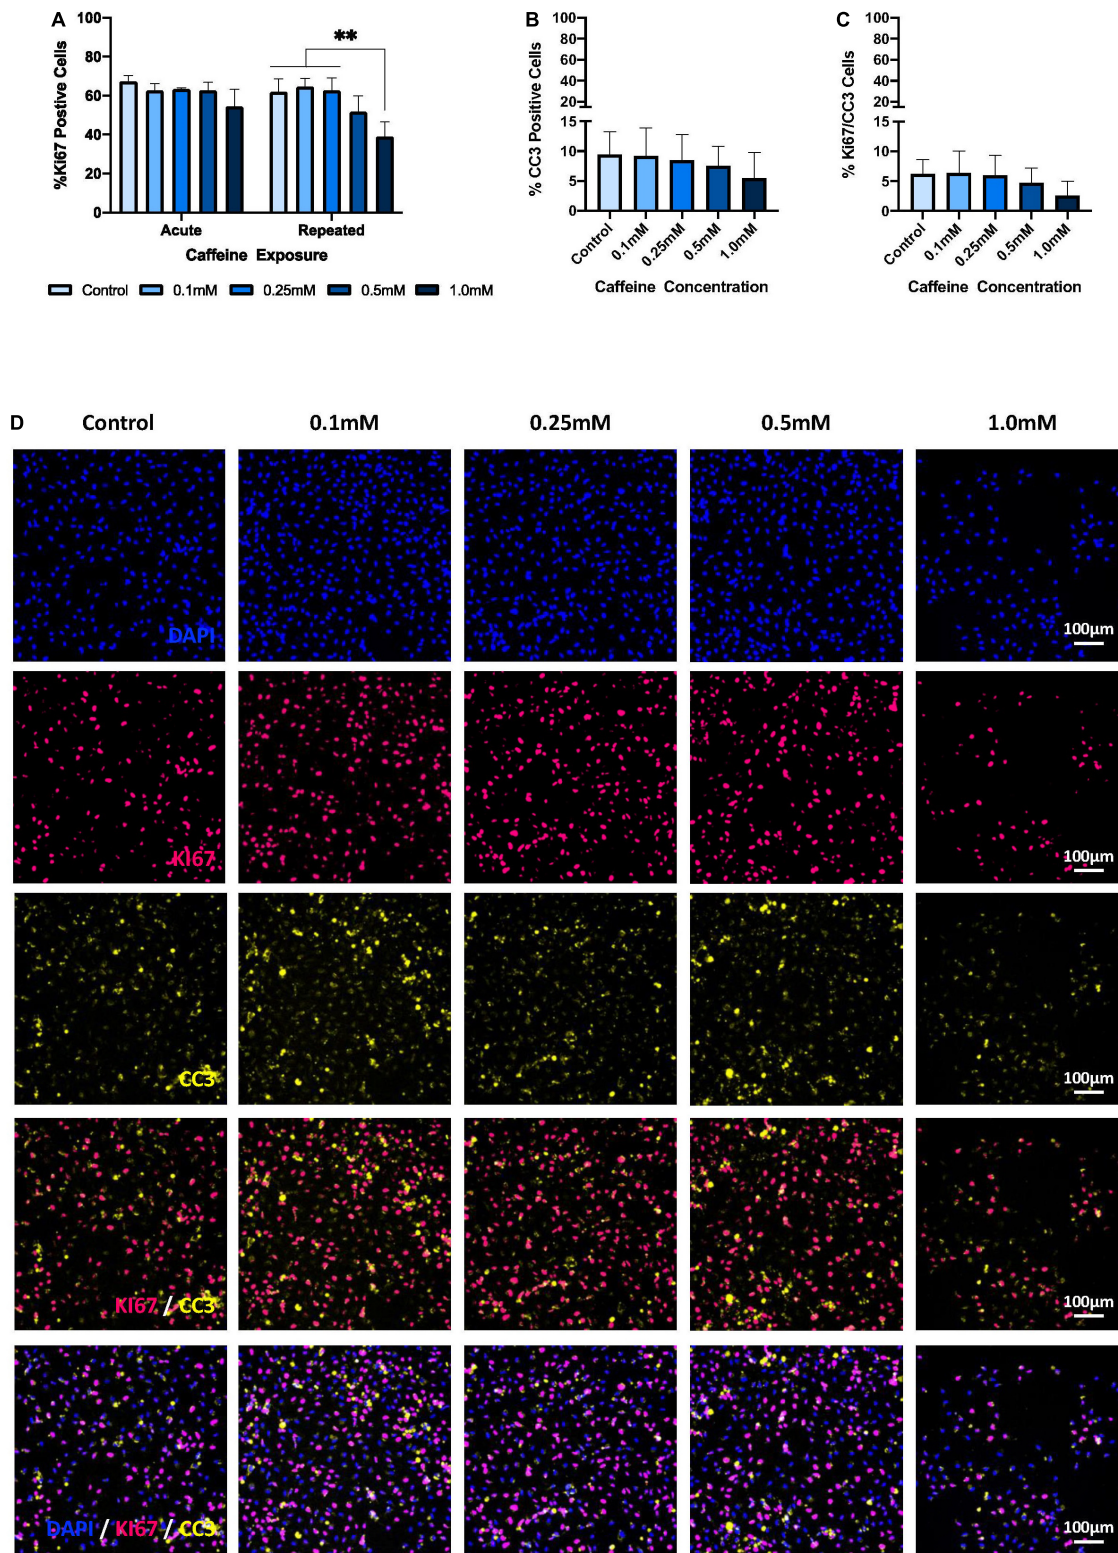 A
%Ki67 Postive Cells
100
80
60
40
20
0
**
Acute
Repeated
Caffeine Exposure
Control
0.1mM
0.25mM
0.5mM
1.0mM
B
% CC3 Positive Cells
100
80
60
40
20
15
10
5
0
Control
0.1mM
0.25mM
0.5mM
1.0mM
Caffeine Concentration
C
% Ki67/CC3 Cells
100
80
60
40
20
15
10
5
0
Control
0.1mM
0.25mM
0.5mM
1.0mM
Caffeine Concentration
D
Control
0.1mM
0.25mM
0.5mM
1.0mM
DAPI
100µm
KI67
100µm
CC3
100µm
KI67 / CC3
100µm
DAPI / KI67 / CC3
100µm